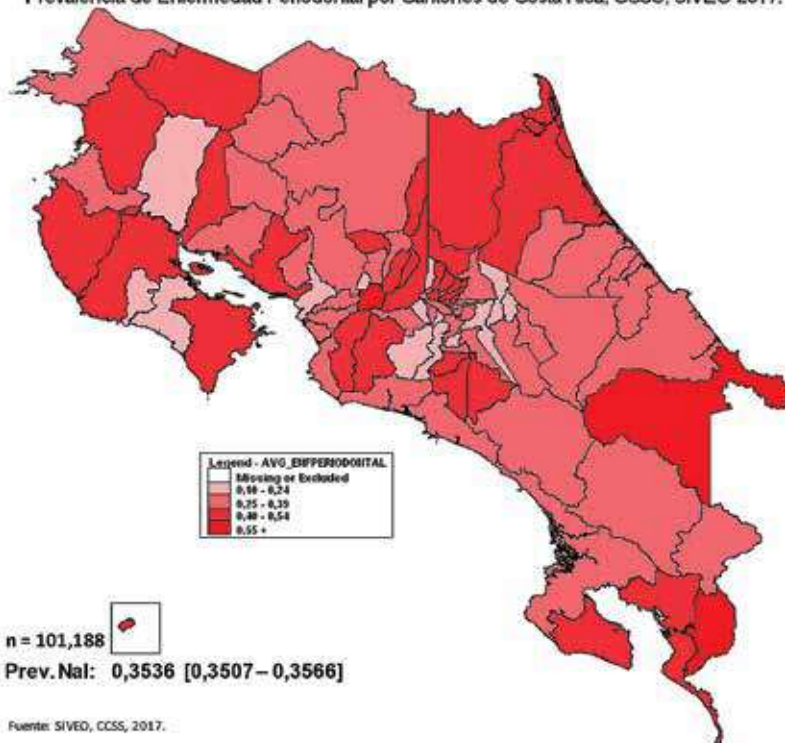 Prevalencia de Enfermedad Periodontal por Cantones de Costa Rica, CCSS, SIVEO 2017.
Legend - AVG_ENFPERIODONTAL
Missing or Excluded
0,10 - 0,24
0,25 - 0,39
0,40 - 0,54
0,55 +
n = 101,188
Prev. Nal: 0,3536 [0,3507 – 0,3566]
Fuente: SIVEO, CCSS, 2017.